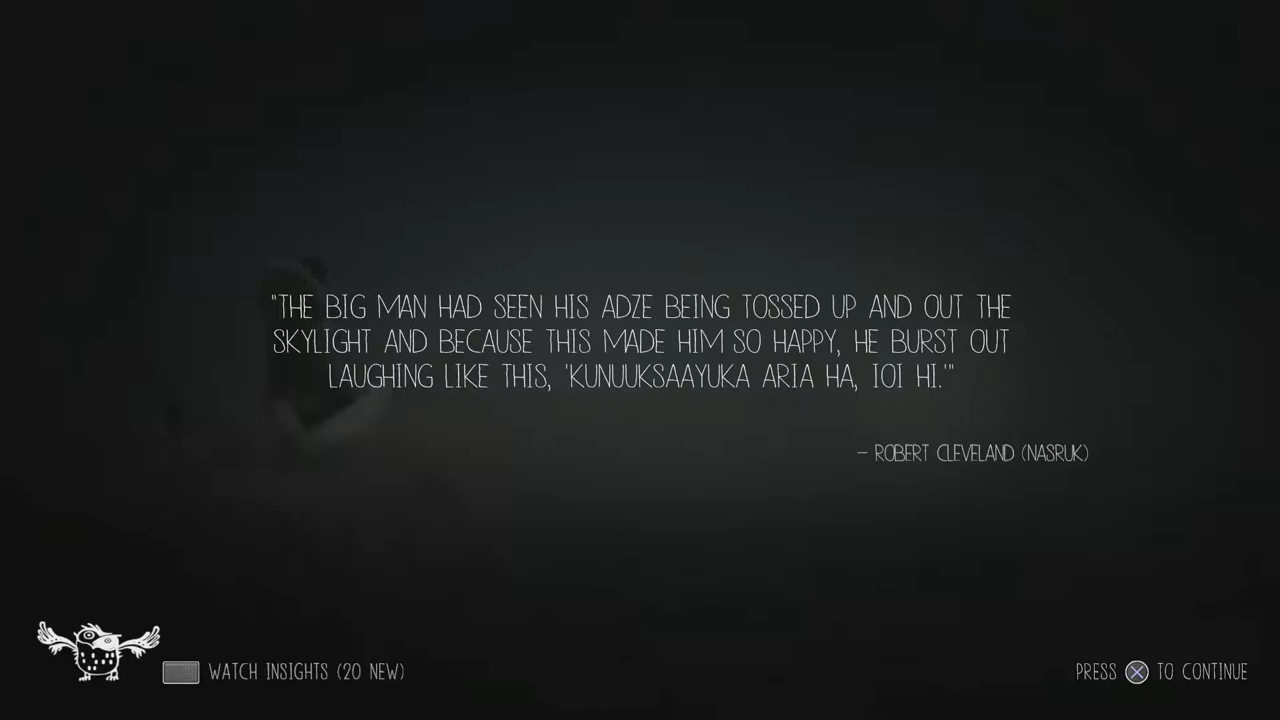 "THE BIG MAN HAD SEEN HIS ADZE BEING TOSSED UP AND OUT THE
SKYLIGHT AND BECAUSE THIS MADE HIM SO HAPPY, HE BURST OUT
LAUGHING LIKE THIS, 'KUNUUKSAAYUKA ARIA HA, IOI HI.'"
– ROBERT CLEVELAND (NASRUK)
WATCH INSIGHTS (20 NEW)
PRESS X TO CONTINUE